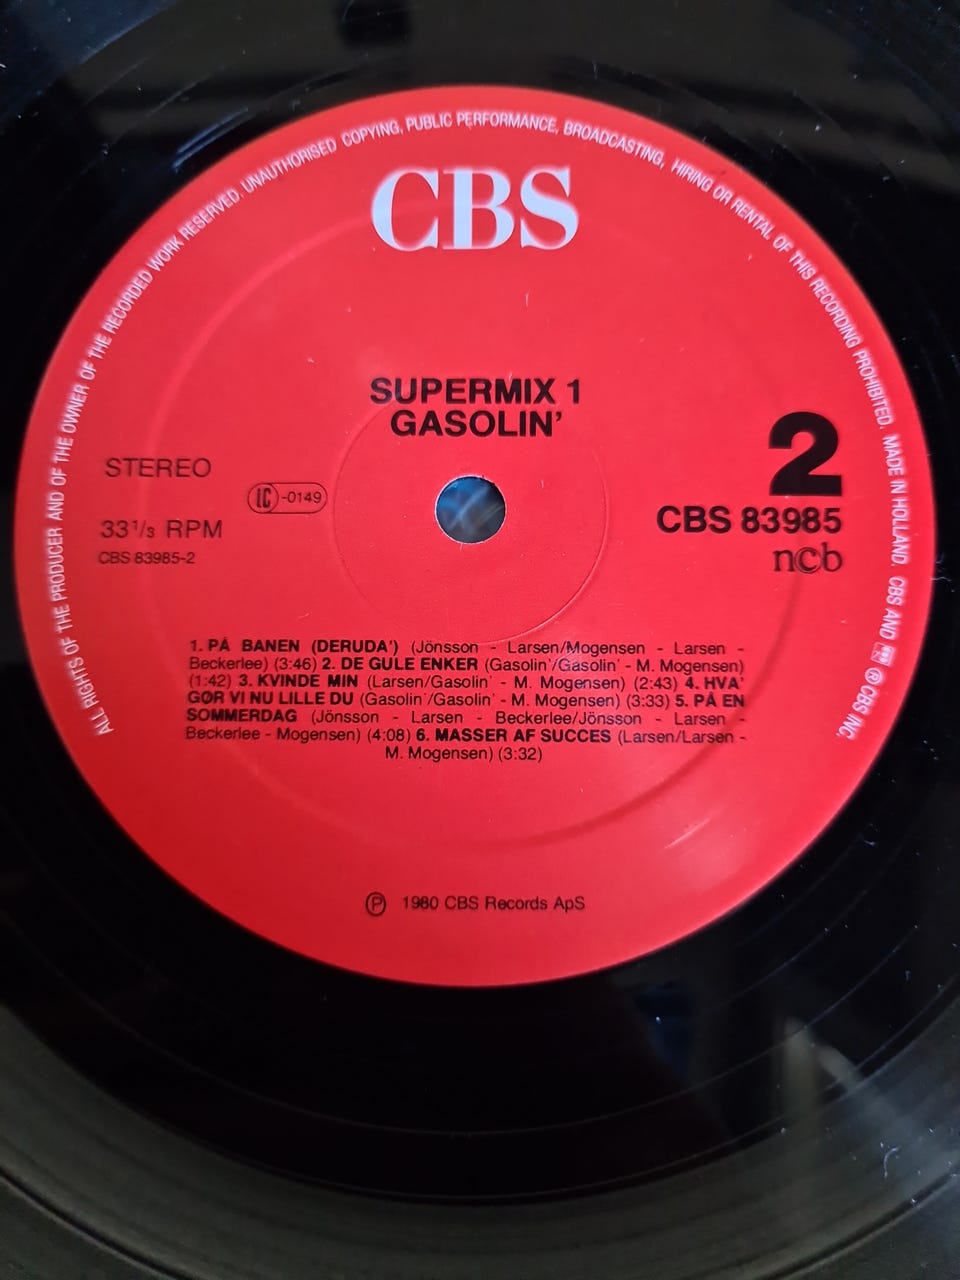 ALL RIGHTS OF THE PRODUCER AND OF THE OWNER OF THE RECORDED WORK RESERVED. UNAUTHORISED COPYING, PUBLIC PERFORMANCE, BROADCASTING, HIRING OR RENTAL OF THIS RECORDING PROHIBITED. MADE IN HOLLAND. CBS AND ® CBS INC.
CBS
SUPERMIX 1
GASOLIN'
2
STEREO
LC -0149
CBS 83985
33 1/3 RPM
ncb
CBS 83985-2
1. PÅ BANEN (DERUDA') (Jönsson - Larsen/Mogensen - Larsen -
Beckerlee) (3:46) 2. DE GULE ENKER (Gasolin'/Gasolin' - M. Mogensen)
(1:42) 3. KVINDE MIN (Larsen/Gasolin' - M. Mogensen) (2:43) 4. HVA'
GØR VI NU LILLE DU (Gasolin'/Gasolin' - M. Mogensen) (3:33) 5. PÅ EN
SOMMERDAG (Jönsson - Larsen - Beckerlee/Jönsson - Larsen -
Beckerlee - Mogensen) (4:08) 6. MASSER AF SUCCES (Larsen/Larsen -
M. Mogensen) (3:32)
℗ 1980 CBS Records ApS